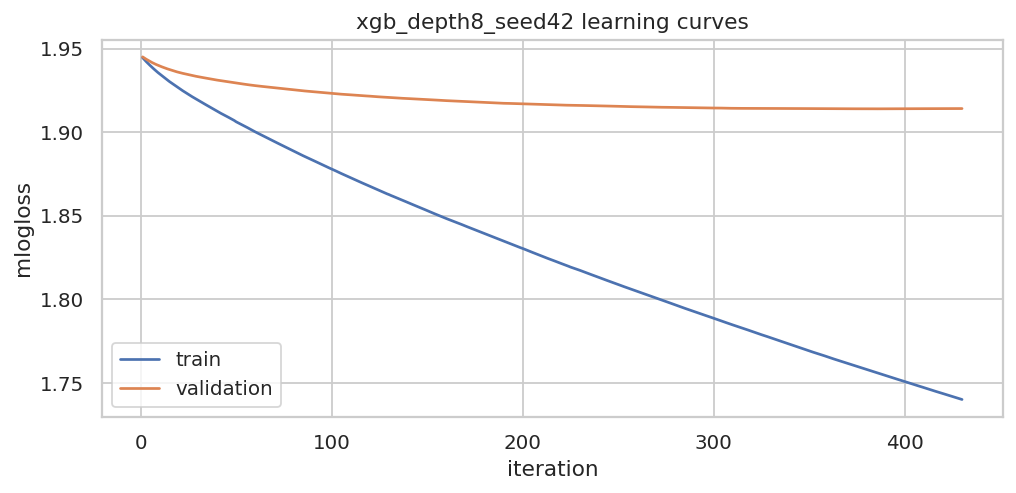 xgb_depth8_seed42 learning curves
mlogloss
1.95
1.90
1.85
1.80
1.75
train
validation
0 100 200 300 400
iteration